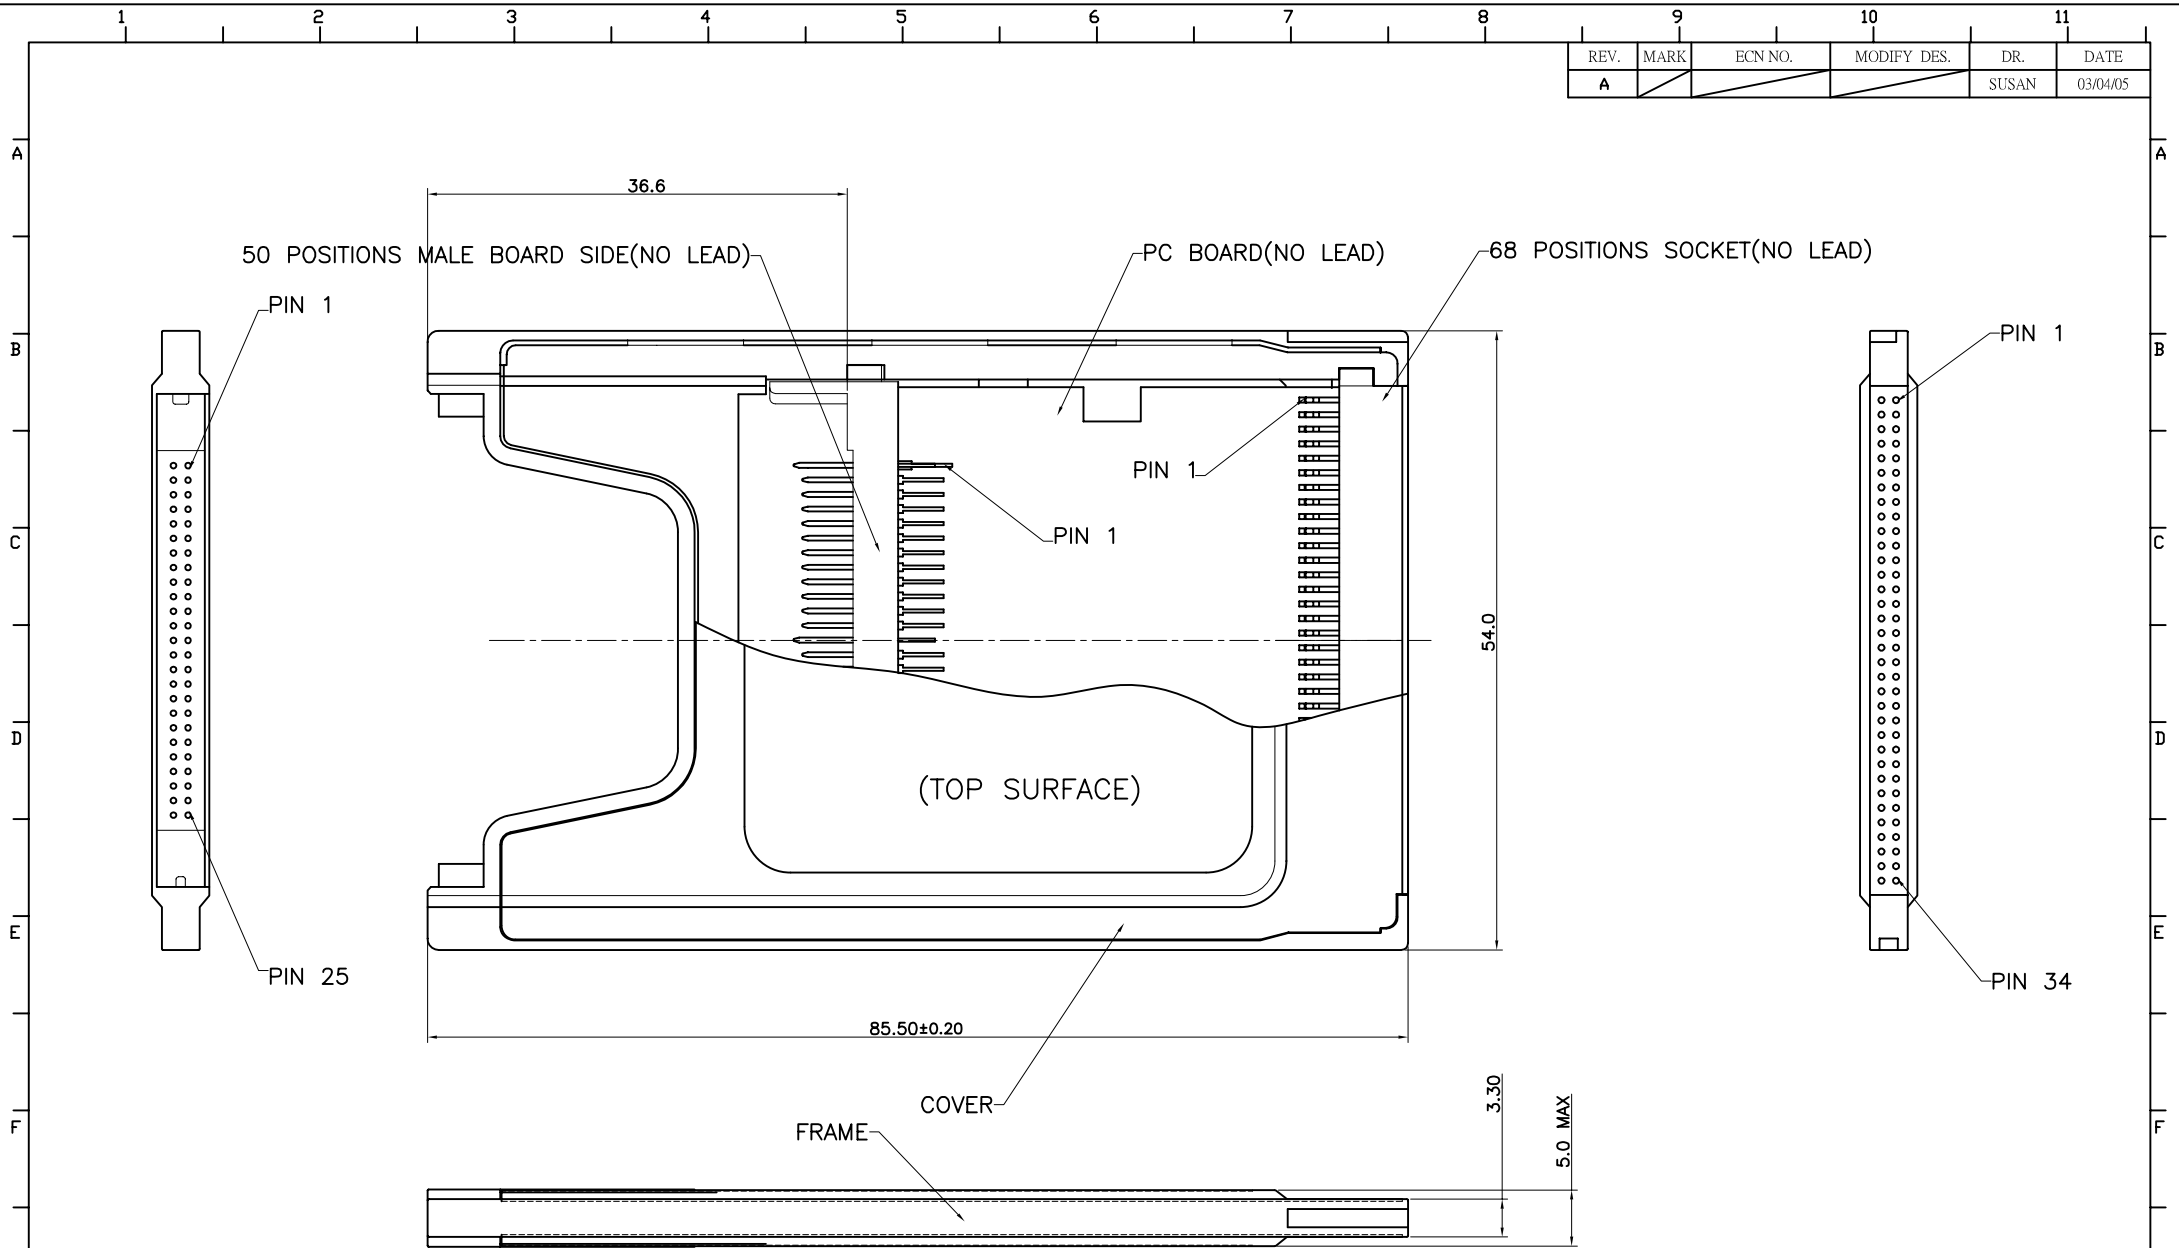 1 2 3 4 5 6 7 8 9 10 11
REV. MARK ECN NO. MODIFY DES. DR. DATE
A SUSAN 03/04/05
A A
36.6
50 POSITIONS MALE BOARD SIDE(NO LEAD)
PC BOARD(NO LEAD)
68 POSITIONS SOCKET(NO LEAD)
PIN 1
PIN 1
B B
PIN 1
PIN 1
C C
54.0
D D
(TOP SURFACE)
E E
PIN 25
PIN 34
85.50±0.20
COVER
3.30
5.0 MAX
F F
FRAME